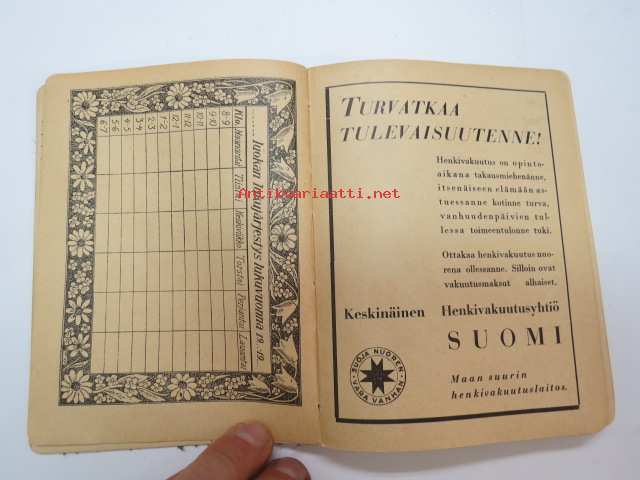 ...... luokan Työjärjestys lukuvuonna 19 -19
Klo. Maanantai Tiistai Keskiviikko Torstai Perjantai Lauantai
8-9
9-10
10-11
11-12
12-1
1-2
2-3
3-4
4-5
5-6
6-7
TURVATKAA
TULEVAISUUTENNE!
Henkivakuutus on opinto-
aikana takausmiehenänne,
itsenäiseen elämään as-
tuessanne kotinne turva,
vanhuudenpäivien tul-
lessa toimeentulonne tuki.
Ottakaa henkivakuutus nuo-
rena ollessanne. Silloin ovat
vakuutusmaksut alhaiset.
Keskinäinen Henkivakuutusyhtiö
SUOMI
SUOJA NUOREN
VARA VANHAN
Maan suurin
henkivakuutuslaitos.
Antikvariaatti.net